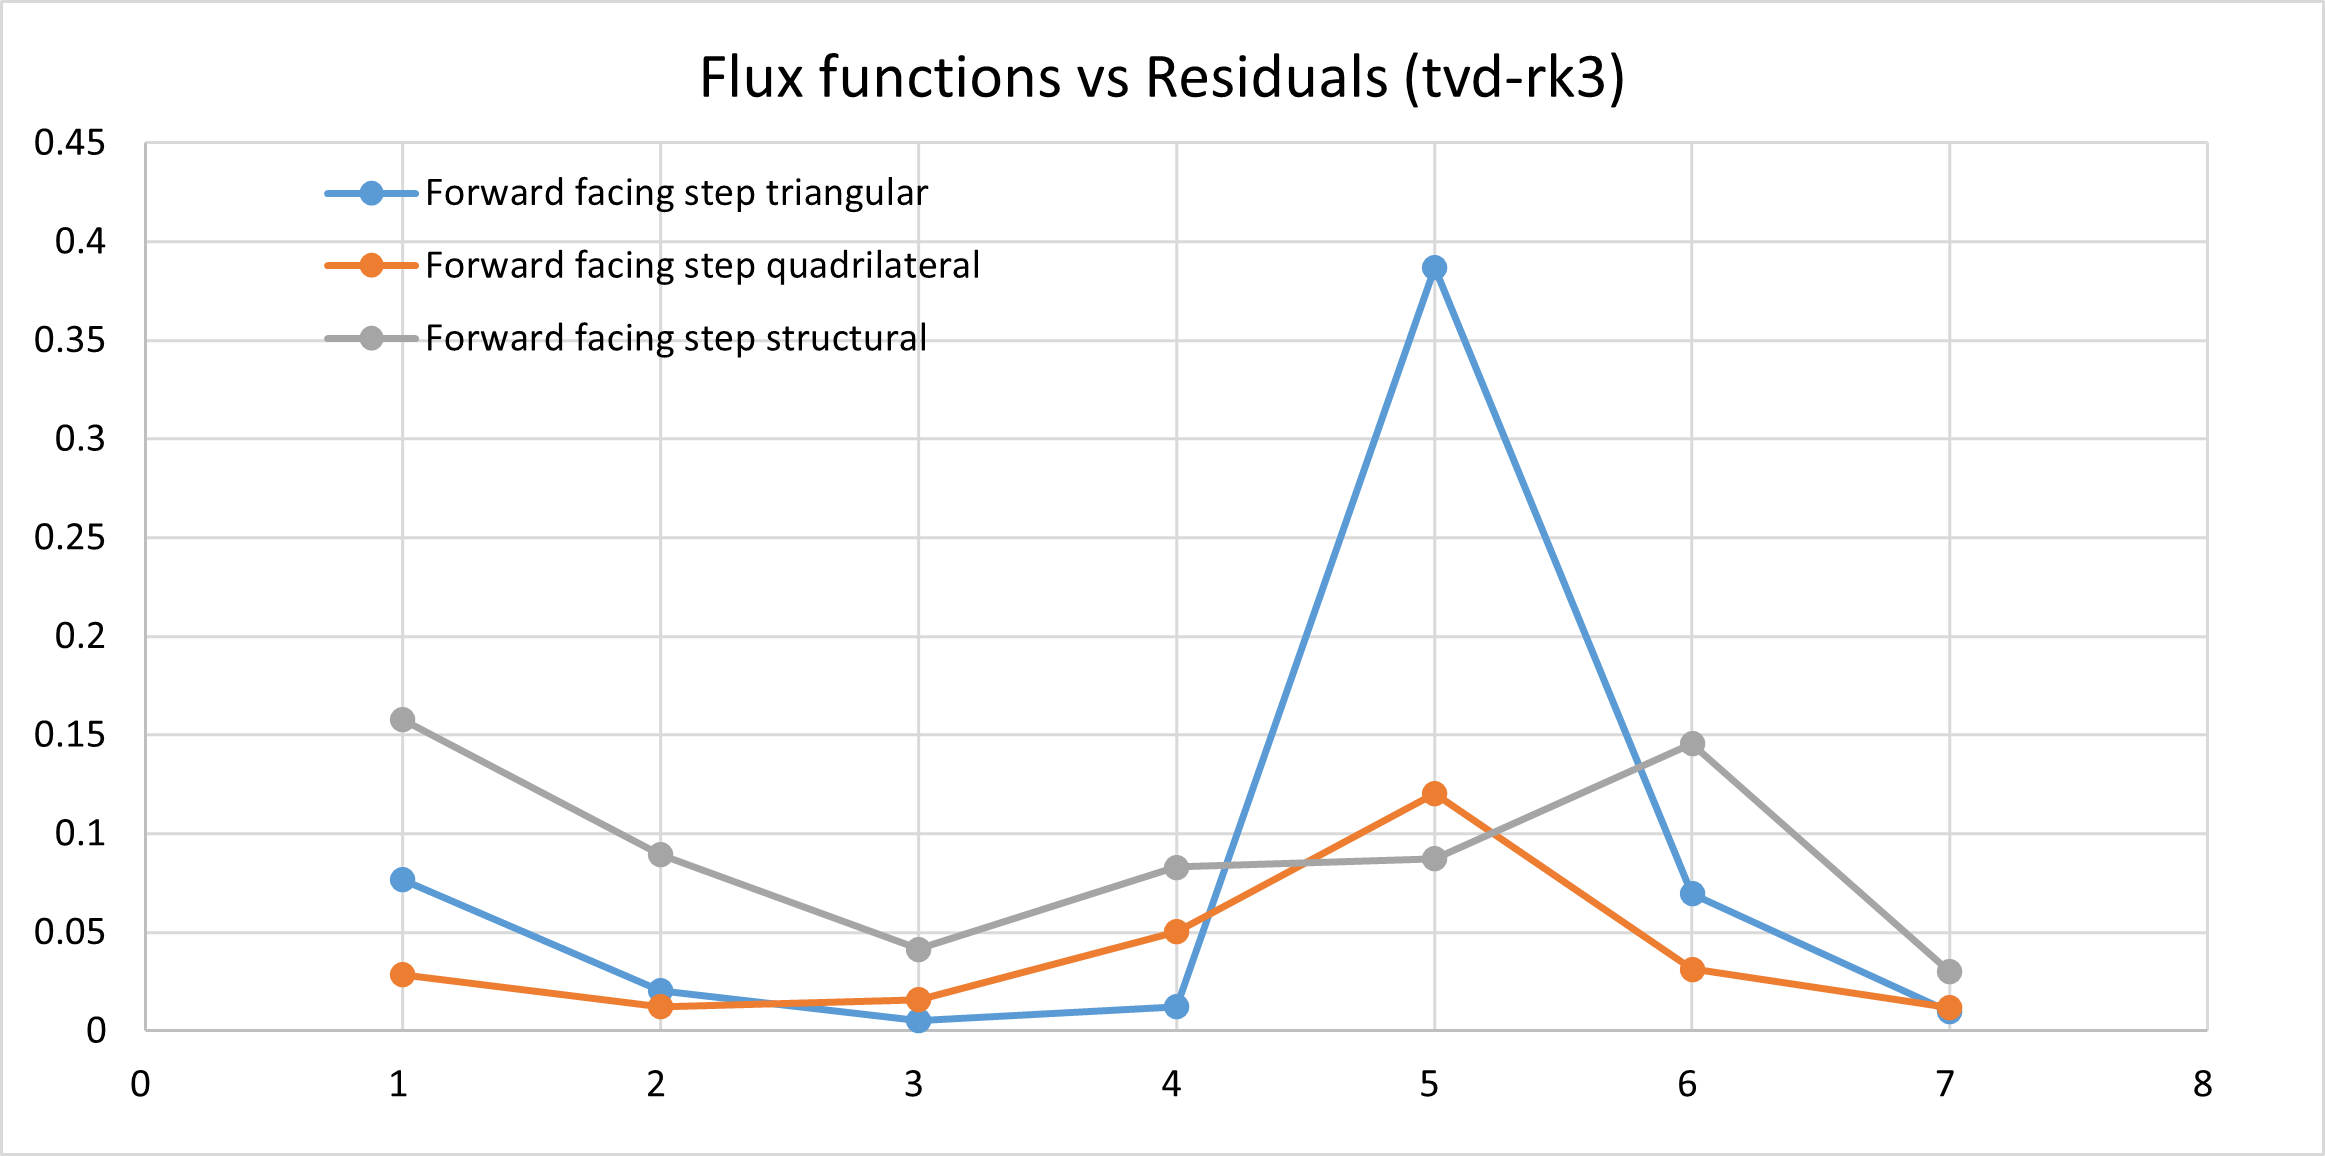 Flux functions vs Residuals (tvd-rk3)
0.45
Forward facing step triangular
0.4
Forward facing step quadrilateral
0.35
Forward facing step structural
0.3
0.25
0.2
0.15
0.1
0.05
0
0 1 2 3 4 5 6 7 8